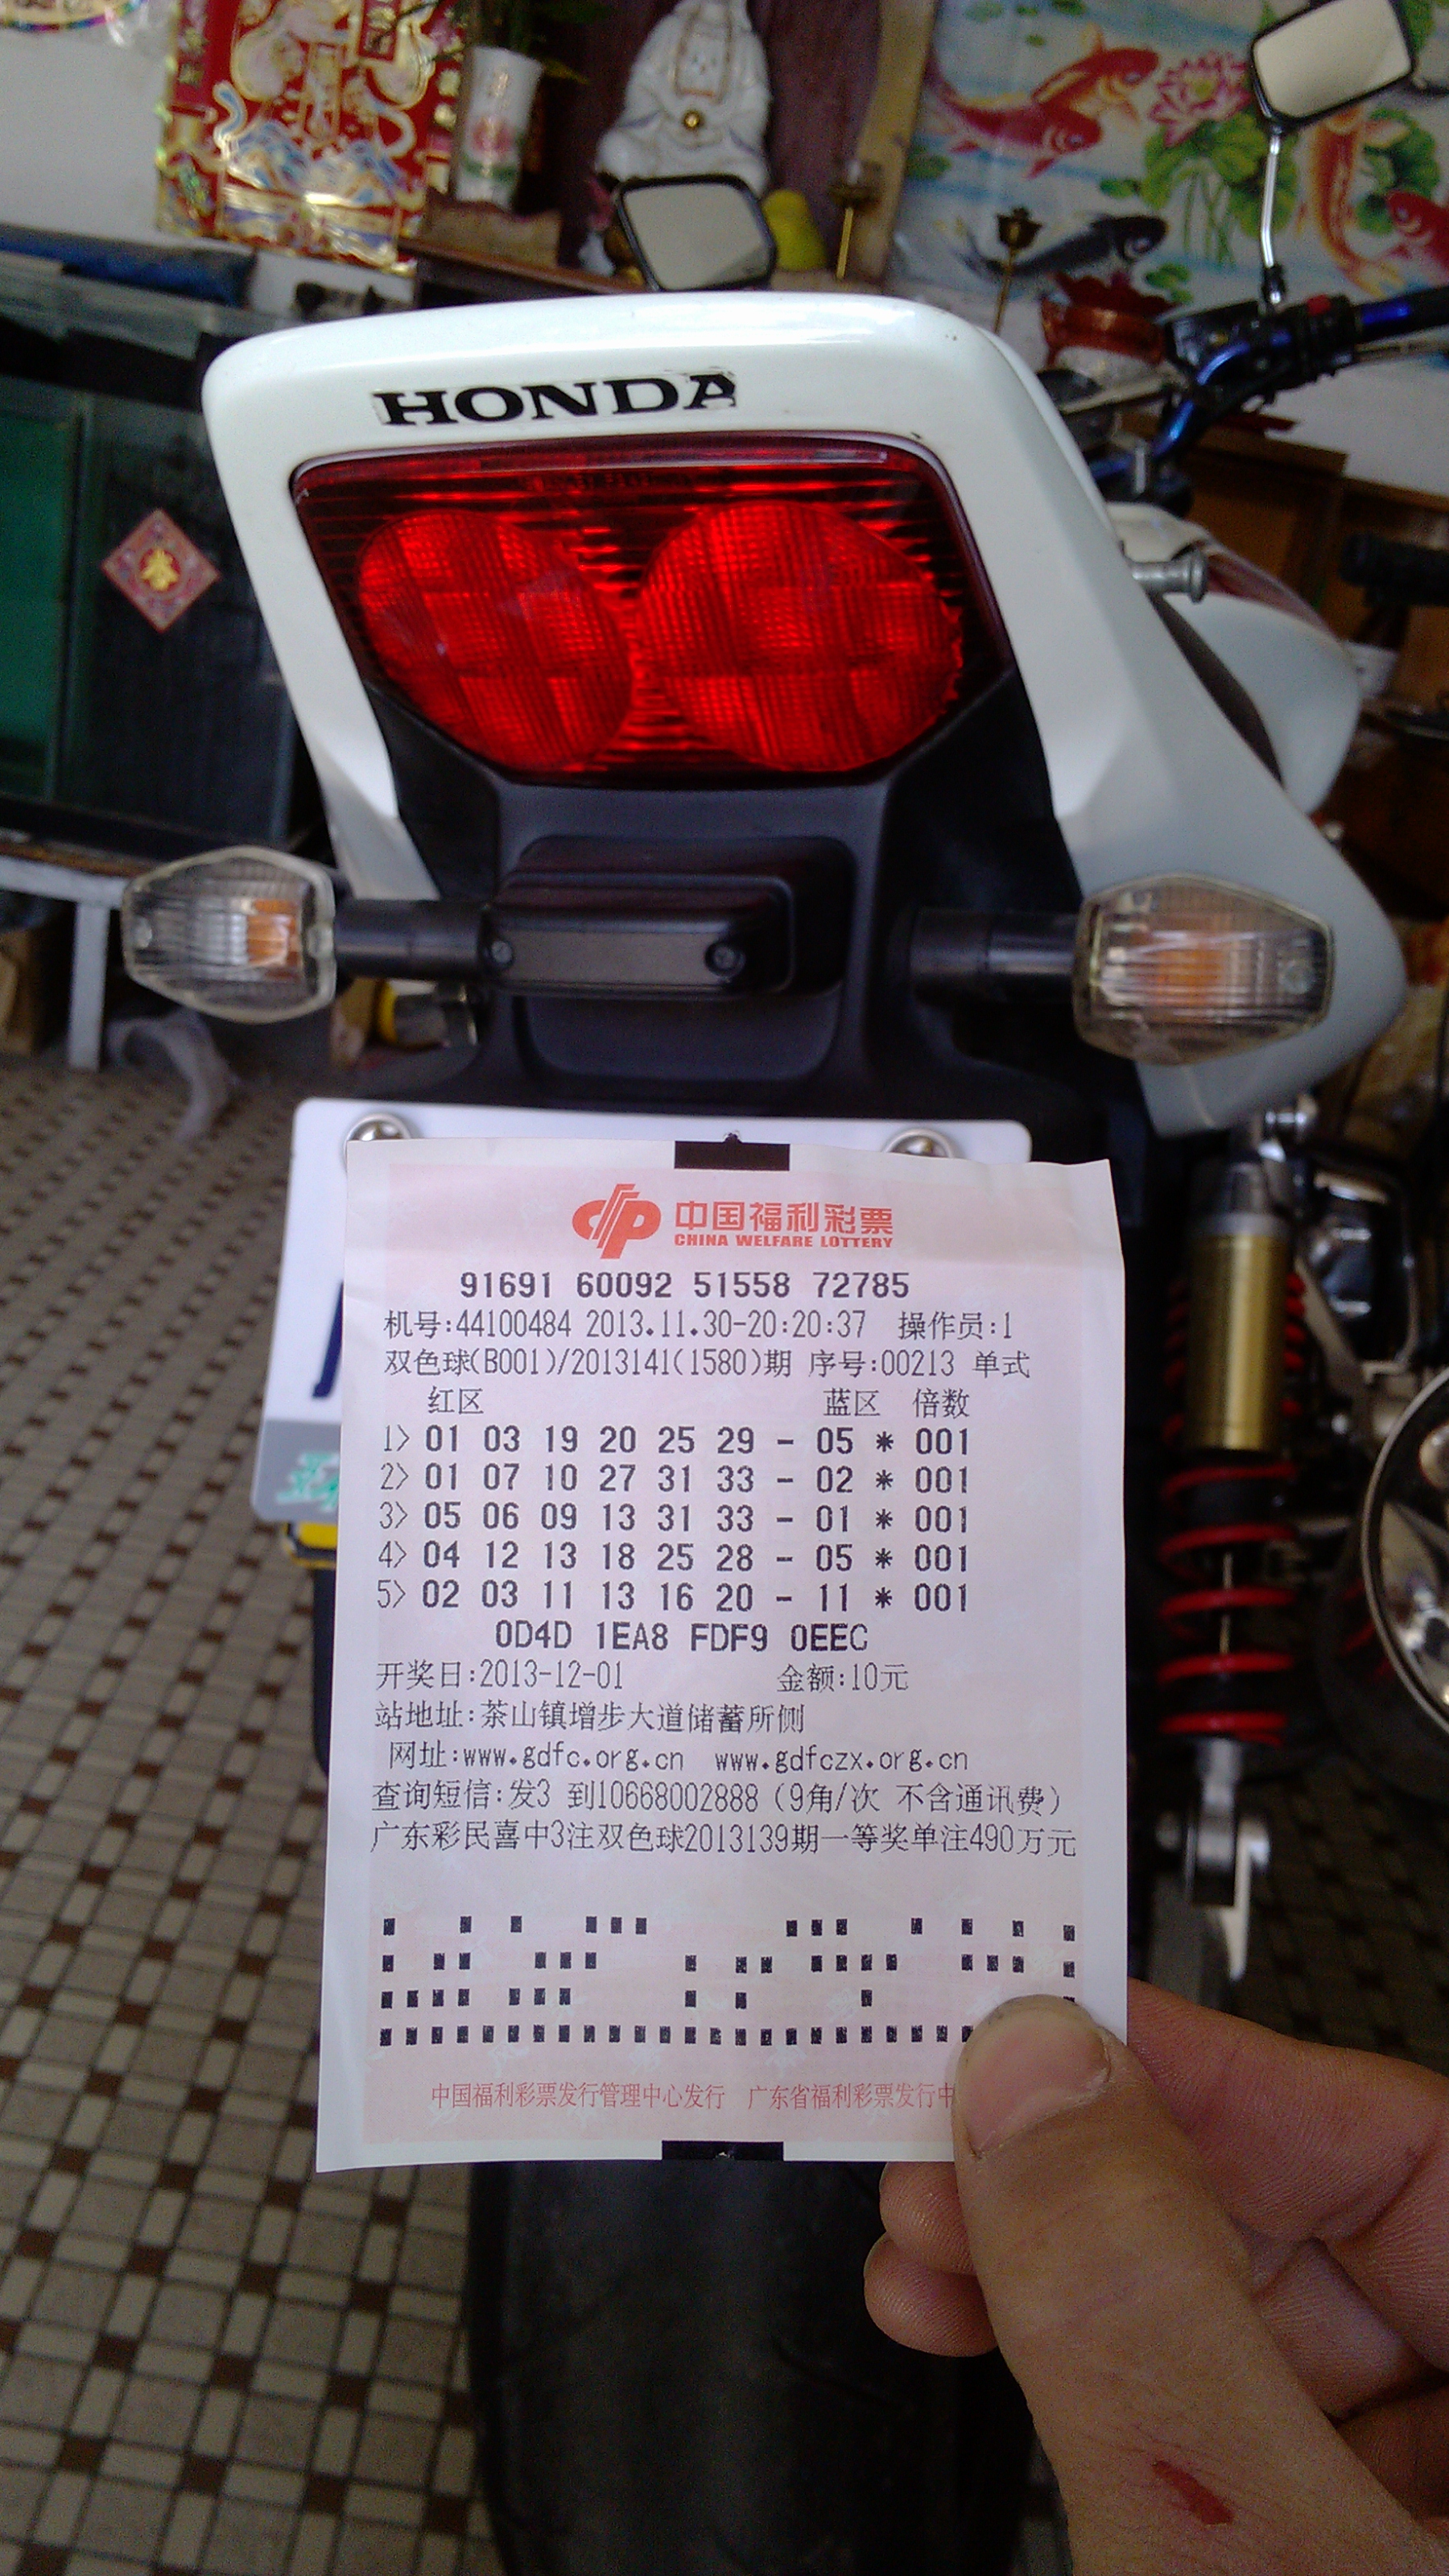 HONDA
中国福利彩票
CHINA WELFARE LOTTERY
91691 60092 51558 72785
机号:44100484 2013.11.30-20:20:37 操作员:1
双色球(B001)/2013141(1580)期 序号:00213 单式
红区 蓝区 倍数
1> 01 03 19 20 25 29 - 05 * 001
2> 01 07 10 27 31 33 - 02 * 001
3> 05 06 09 13 31 33 - 01 * 001
4> 04 12 13 18 25 28 - 05 * 001
5> 02 03 11 13 16 20 - 11 * 001
0D4D 1EA8 FDF9 0EEC
开奖日:2013-12-01 金额:10元
站地址:茶山镇增步大道储蓄所侧
网址:www.gdfc.org.cn www.gdfczx.org.cn
查询短信:发3 到10668002888（9角/次 不含通讯费）
广东彩民喜中3注双色球2013139期一等奖单注490万元
中国福利彩票发行管理中心发行 广东省福利彩票发行中